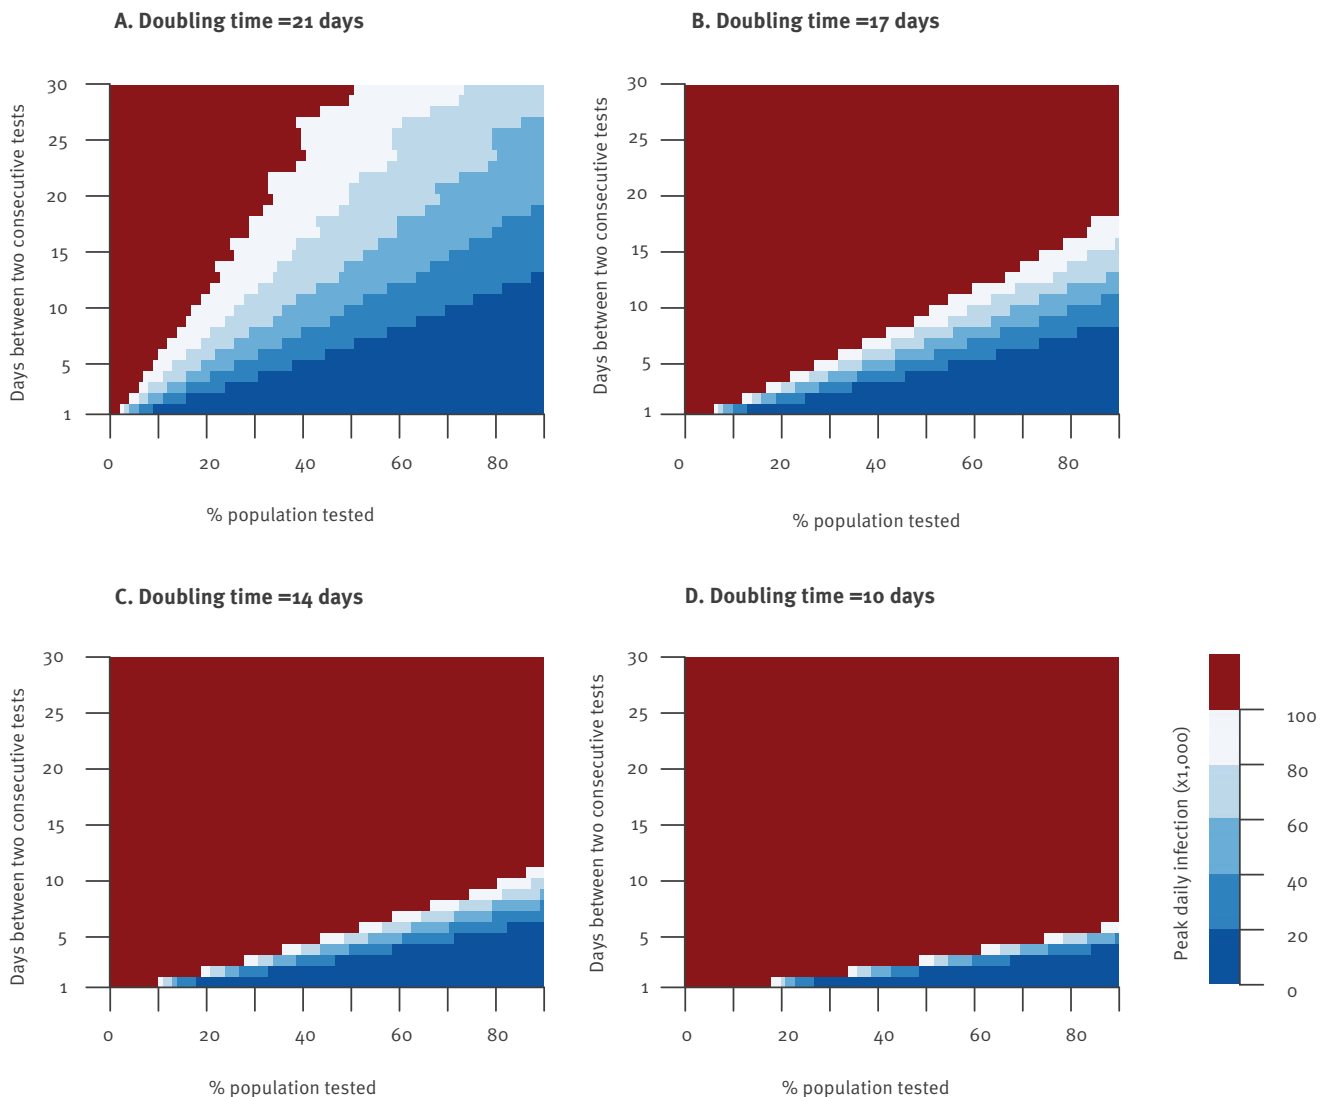 A. Doubling time =21 days
Days between two consecutive tests
30
25
20
15
10
5
1
0 20 40 60 80
% population tested
B. Doubling time =17 days
Days between two consecutive tests
30
25
20
15
10
5
1
0 20 40 60 80
% population tested
C. Doubling time =14 days
Days between two consecutive tests
30
25
20
15
10
5
1
0 20 40 60 80
% population tested
D. Doubling time =10 days
Days between two consecutive tests
30
25
20
15
10
5
1
0 20 40 60 80
% population tested
Peak daily infection (x1,000)
100
80
60
40
20
0